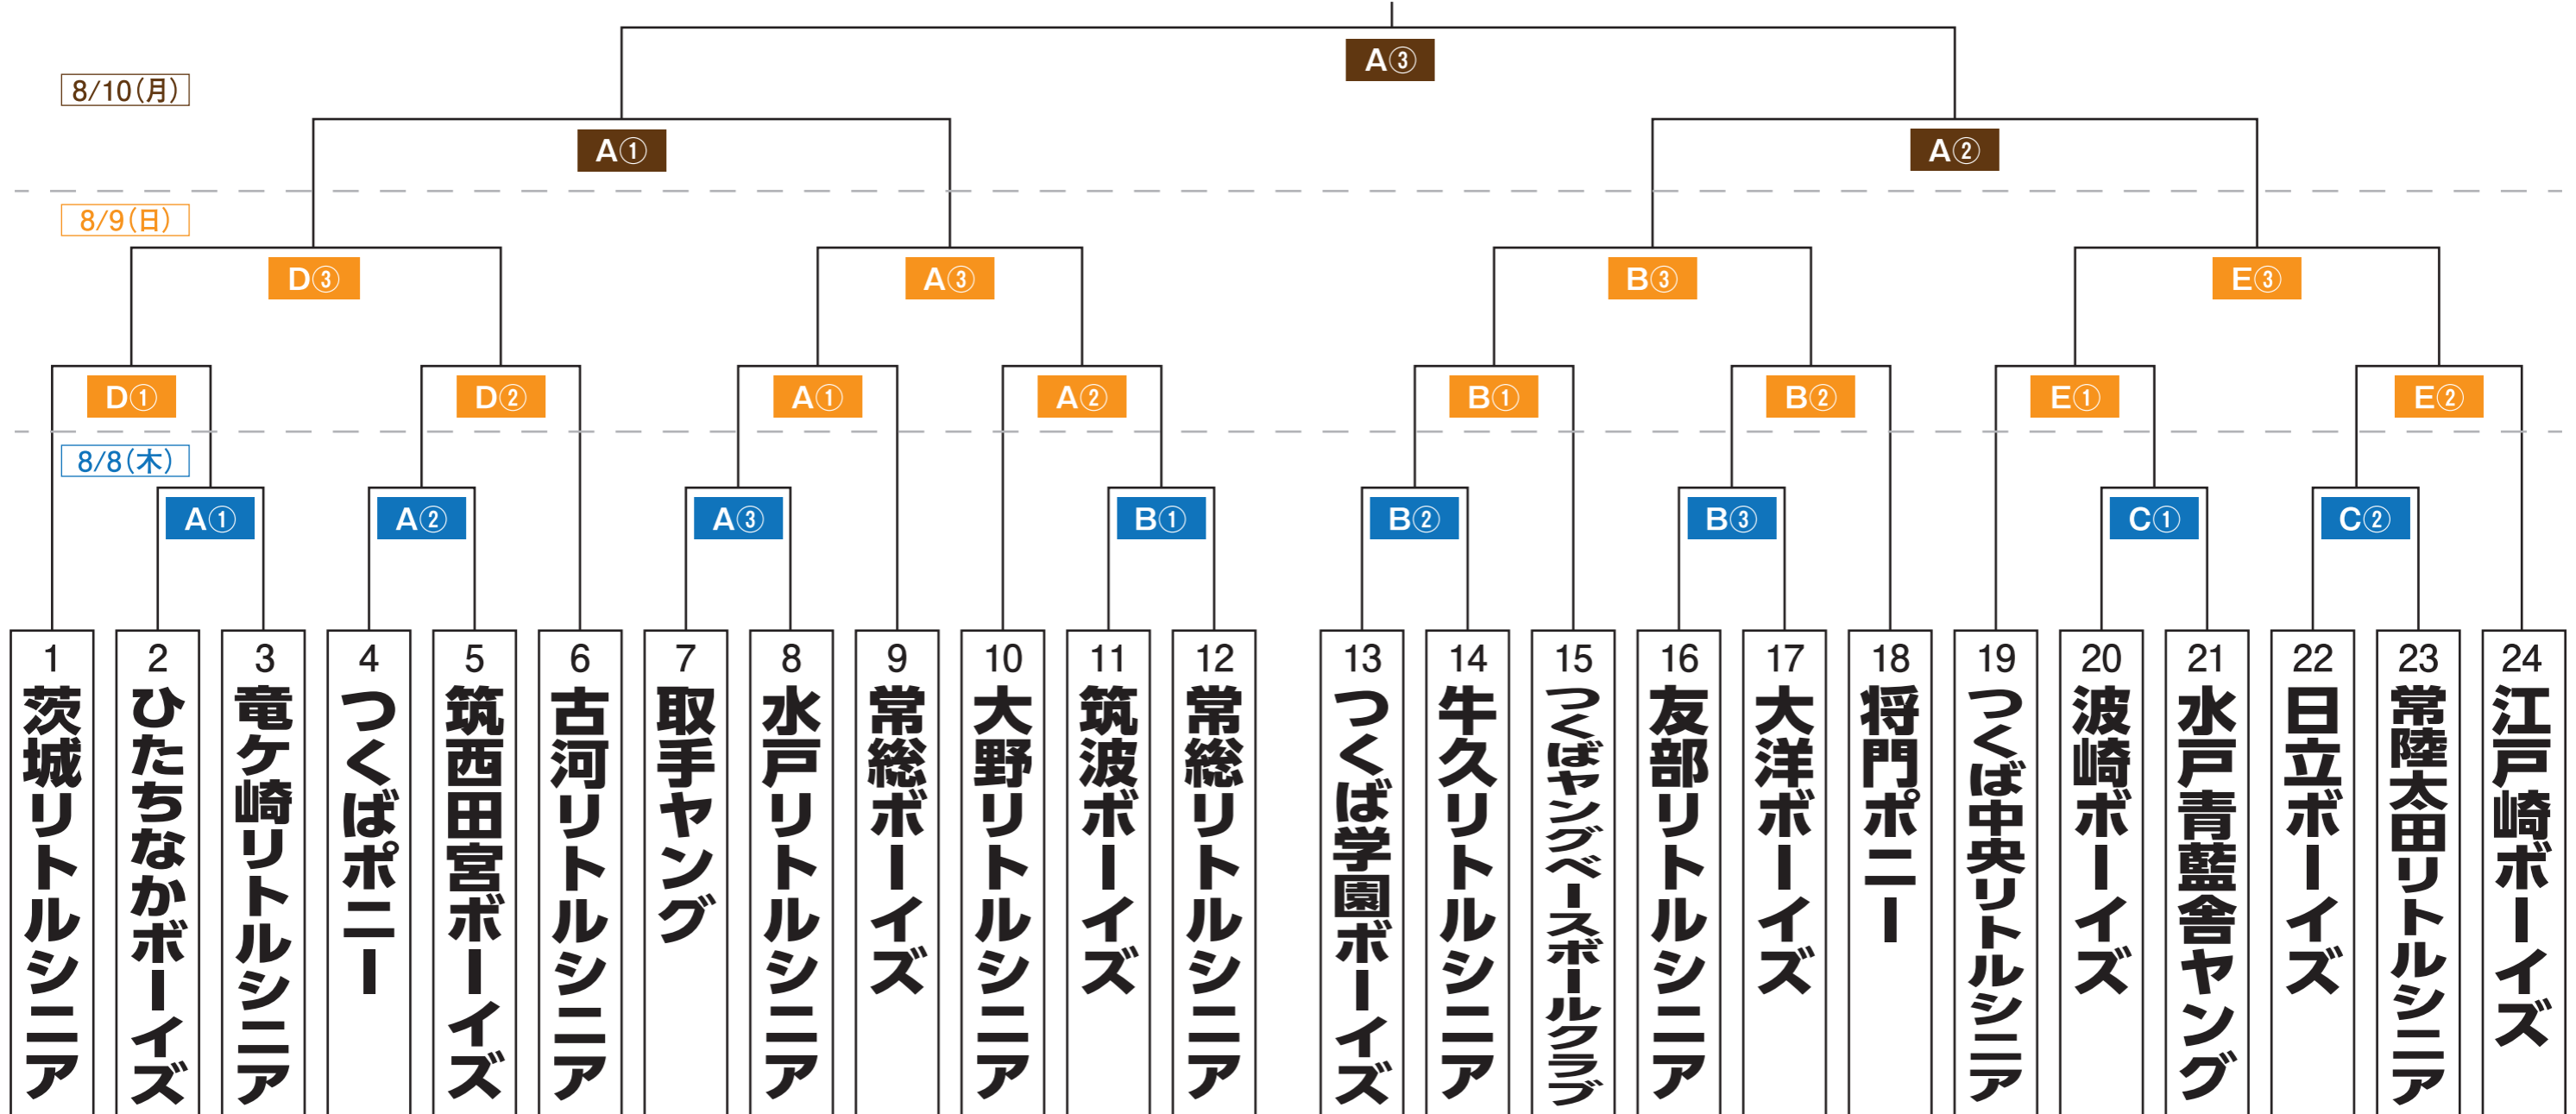 A③
8/10(月)
A①
A②
8/9(日)
D③
A③
B③
E③
D①
D②
A①
A②
B①
B②
E①
E②
8/8(木)
A①
A②
A③
B①
B②
B③
C①
C②
1 茨城リトルシニア
2 ひたちなかボーイズ
3 竜ケ崎リトルシニア
4 つくばポニー
5 筑西田宮ボーイズ
6 古河リトルシニア
7 取手ヤング
8 水戸リトルシニア
9 常総ボーイズ
10 大野リトルシニア
11 筑波ボーイズ
12 常総リトルシニア
13 つくば学園ボーイズ
14 牛久リトルシニア
15 つくばヤングベースボールクラブ
16 友部リトルシニア
17 大洋ボーイズ
18 将門ポニー
19 つくば中央リトルシニア
20 波崎ボーイズ
21 水戸青藍舎ヤング
22 日立ボーイズ
23 常陸太田リトルシニア
24 江戸崎ボーイズ